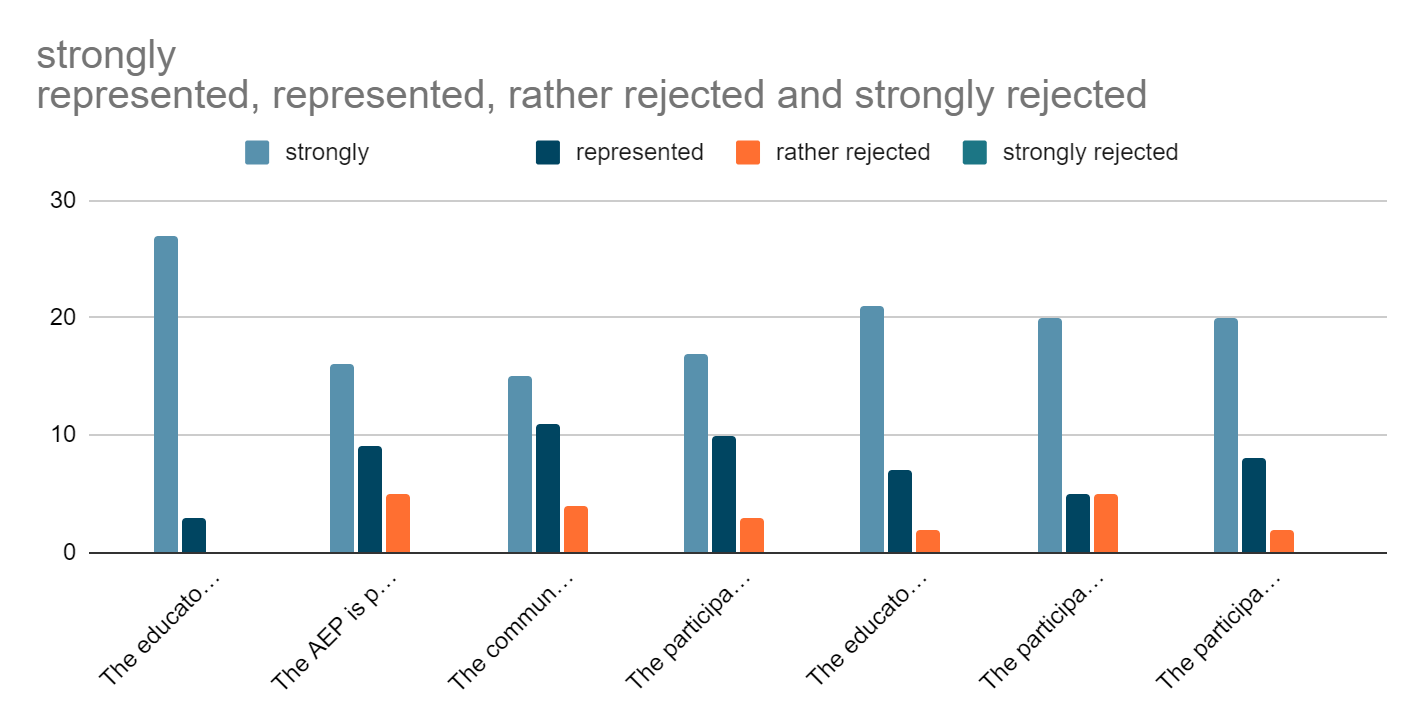 strongly
represented, represented, rather rejected and strongly rejected
strongly represented rather rejected strongly rejected
30
20
10
0
The educato...
The AEP is p...
The commun...
The participa...
The educato...
The participa...
The participa...